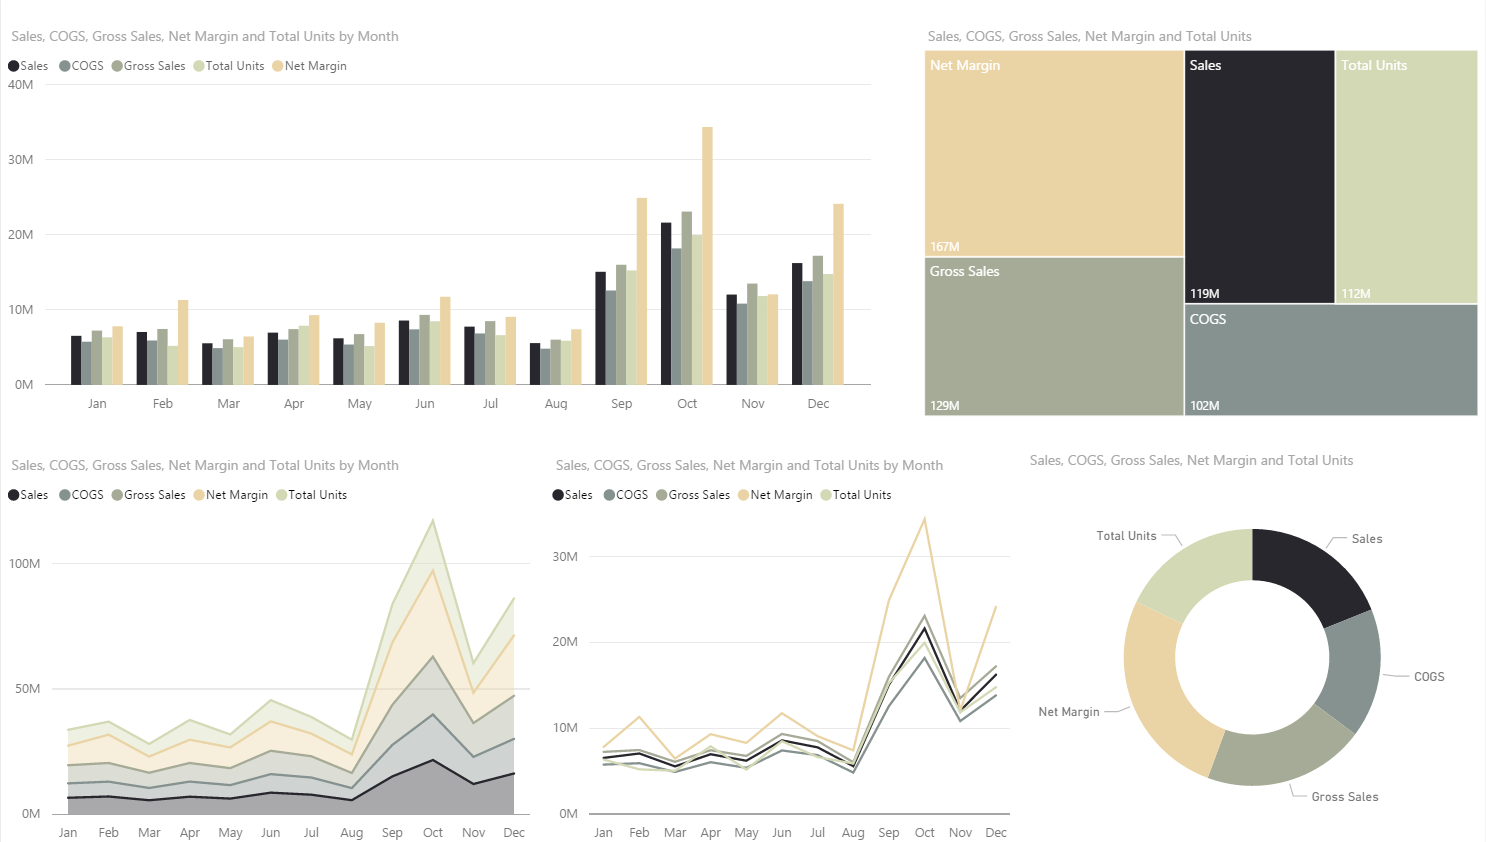 Sales, COGS, Gross Sales, Net Margin and Total Units by Month
Sales COGS Gross Sales Total Units Net Margin
40M
30M
20M
10M
0M
Jan Feb Mar Apr May Jun Jul Aug Sep Oct Nov Dec
Sales, COGS, Gross Sales, Net Margin and Total Units
Net Margin
167M
Gross Sales
129M
Sales
119M
Total Units
112M
COGS
102M
Sales, COGS, Gross Sales, Net Margin and Total Units by Month
Sales COGS Gross Sales Net Margin Total Units
100M
50M
0M
Jan Feb Mar Apr May Jun Jul Aug Sep Oct Nov Dec
Sales, COGS, Gross Sales, Net Margin and Total Units by Month
Sales COGS Gross Sales Net Margin Total Units
30M
20M
10M
0M
Jan Feb Mar Apr May Jun Jul Aug Sep Oct Nov Dec
Sales, COGS, Gross Sales, Net Margin and Total Units
Total Units
Sales
COGS
Net Margin
Gross Sales